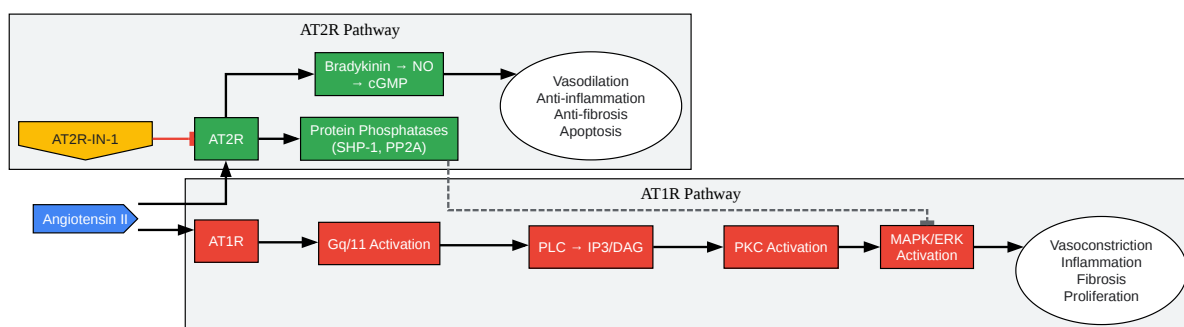 AT2R Pathway
Bradykinin → NO
→ cGMP
Vasodilation
Anti-inflammation
Anti-fibrosis
Apoptosis
AT2R-IN-1
AT2R
Protein Phosphatases
(SHP-1, PP2A)
AT1R Pathway
Angiotensin II
AT1R
Gq/11 Activation
PLC → IP3/DAG
PKC Activation
MAPK/ERK
Activation
Vasoconstriction
Inflammation
Fibrosis
Proliferation